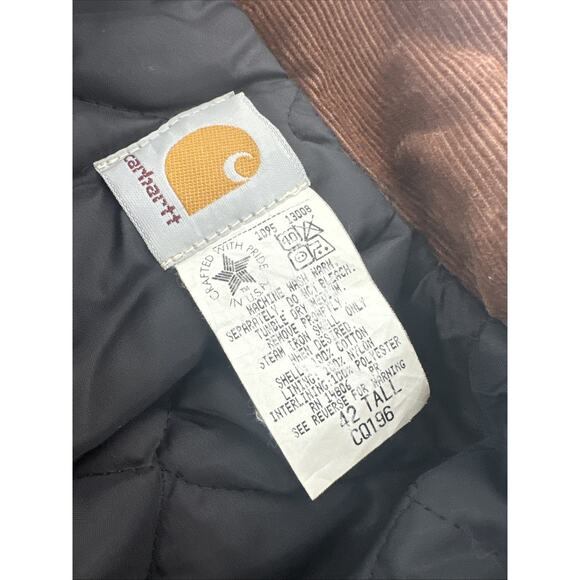 carhartt
CRAFTED WITH PRIDE
IN U.S.A.
TM
1095 13008
MACHINE WASH WARM,
SEPARATELY. DO NOT BLEACH.
TUMBLE DRY MEDIUM.
REMOVE PROMPTLY.
STEAM IRON SHELL ONLY
WHEN DESIRED.
SHELL: 100% COTTON
LINING: 100% NYLON
INTERLINING: 100% POLYESTER
RN 14806 PR
SEE REVERSE FOR WARNING
42 TALL
CQ196